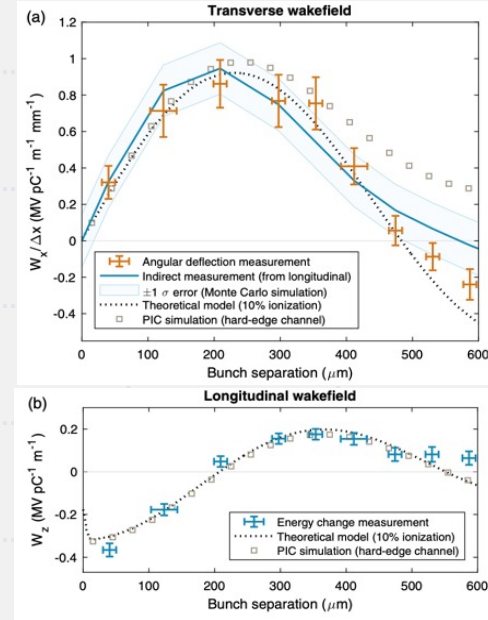 Transverse wakefield
(a)
1.2
1
0.8
0.6
0.4
0.2
0
-0.2
-0.4
W_x/Δx (MV pC⁻¹ m⁻¹ mm⁻¹)
Angular deflection measurement
Indirect measurement (from longitudinal)
±1 σ error (Monte Carlo simulation)
Theoretical model (10% ionization)
PIC simulation (hard-edge channel)
0 100 200 300 400 500 600
Bunch separation (μm)
Longitudinal wakefield
(b)
0.2
0
-0.2
-0.4
W_z (MV pC⁻¹ m⁻¹)
Energy change measurement
Theoretical model (10% ionization)
PIC simulation (hard-edge channel)
0 100 200 300 400 500 600
Bunch separation (μm)